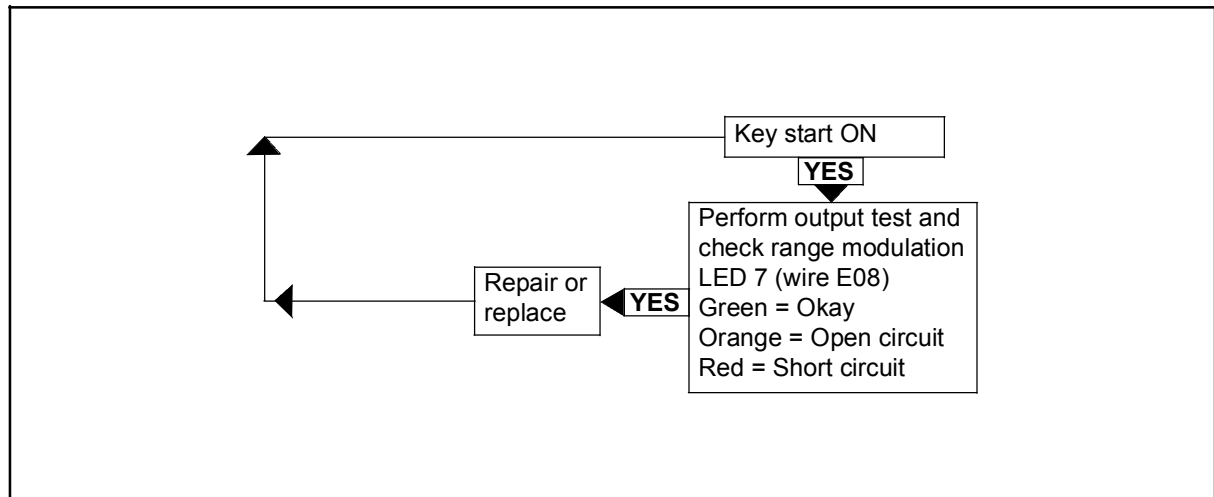 Key start ON
YES
Perform output test and
check range modulation
LED 7 (wire E08)
Green = Okay
Orange = Open circuit
Red = Short circuit
YES
Repair or
replace